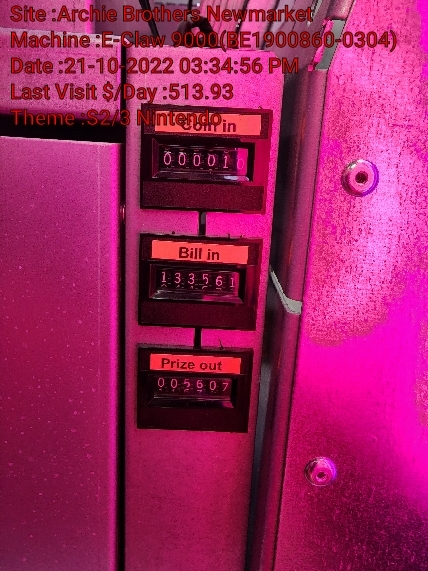 Site :Archie Brothers Newmarket
Machine :E-Claw 9000(BE1900860-0304)
Date :21-10-2022 03:34:56 PM
Last Visit $/Day :513.93
Theme :S2/3 Nintendo
Coin in
000010
Bill in
133561
Prize out
005607